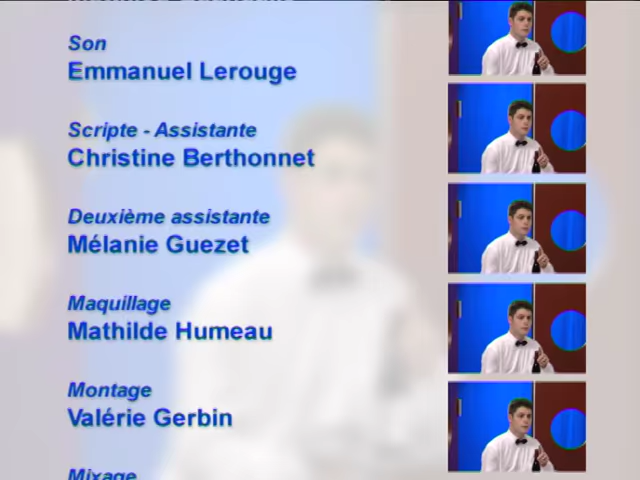 Son
Emmanuel Lerouge
Scripte - Assistante
Christine Berthonnet
Deuxième assistante
Mélanie Guezet
Maquillage
Mathilde Humeau
Montage
Valérie Gerbin
Mixage